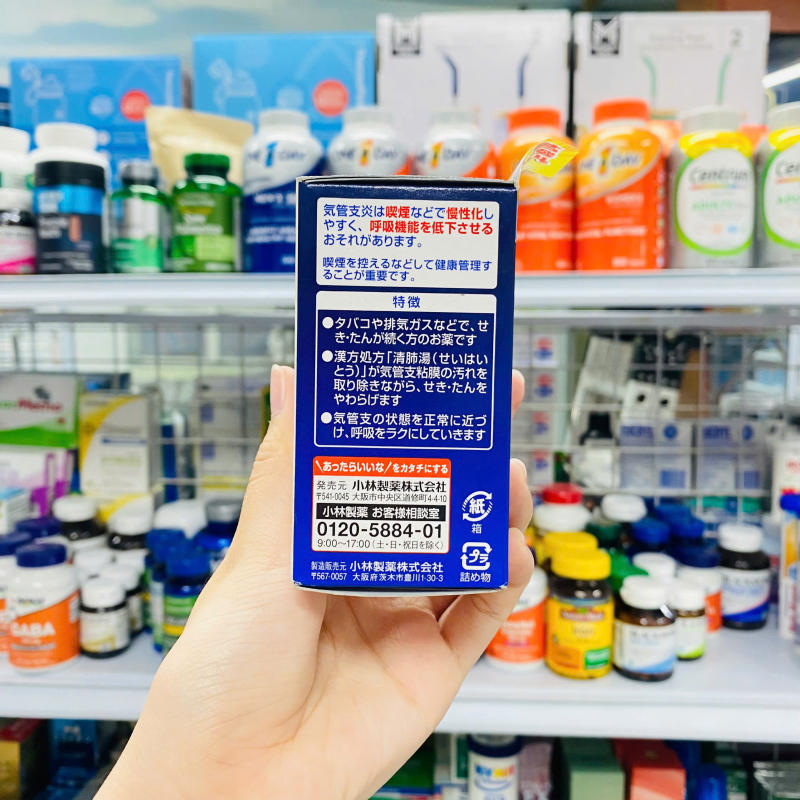 気管支炎は喫煙などで慢性化し
やすく、呼吸機能を低下させる
おそれがあります。
喫煙を控えるなどして健康管理す
ることが重要です。
特徴
●タバコや排気ガスなどで、せ
き・たんが続く方のお薬です
●漢方処方「清肺湯(せいはい
とう)」が気管支粘膜の汚れを
取り除きながら、せき・たんを
やわらげます
●気管支の状態を正常に近づ
け、呼吸をラクにしていきます
"あったらいいな"をカタチにする
発売元 小林製薬株式会社
〒541-0045 大阪市中央区道修町4-4-10
小林製薬 お客様相談室
0120-5884-01
9:00〜17:00(土・日・祝日を除く)
製造販売元 小林製薬株式会社
〒567-0057 大阪府茨木市豊川1-30-3
紙
箱
プラ
詰め物
Centrum
GABA